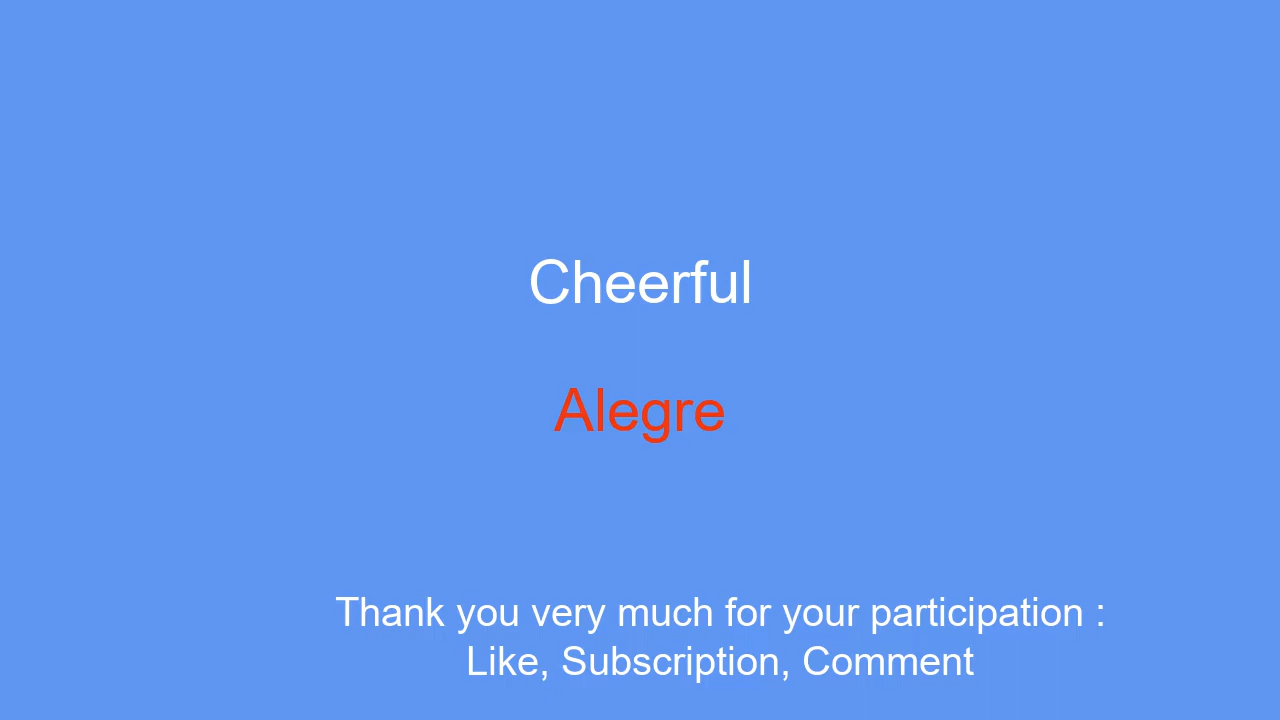 Cheerful
Alegre
Thank you very much for your participation :
Like, Subscription, Comment